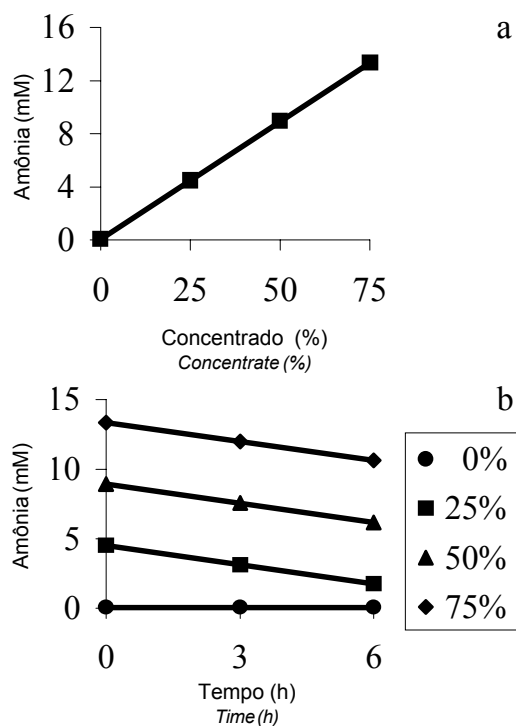 a
16
12
8
4
0
Amônia (mM)
0 25 50 75
Concentrado (%)
Concentrate (%)
b
15
10
5
0
Amônia (mM)
0 3 6
Tempo (h)
Time (h)
0%
25%
50%
75%